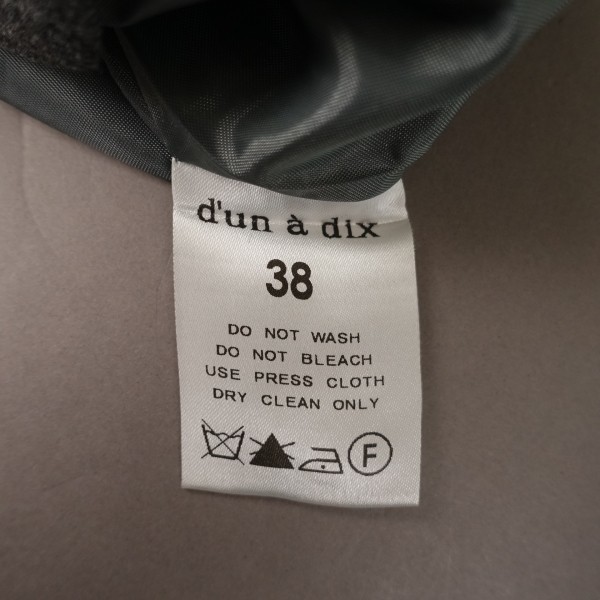 d'un à dix
38
DO NOT WASH
DO NOT BLEACH
USE PRESS CLOTH
DRY CLEAN ONLY
F